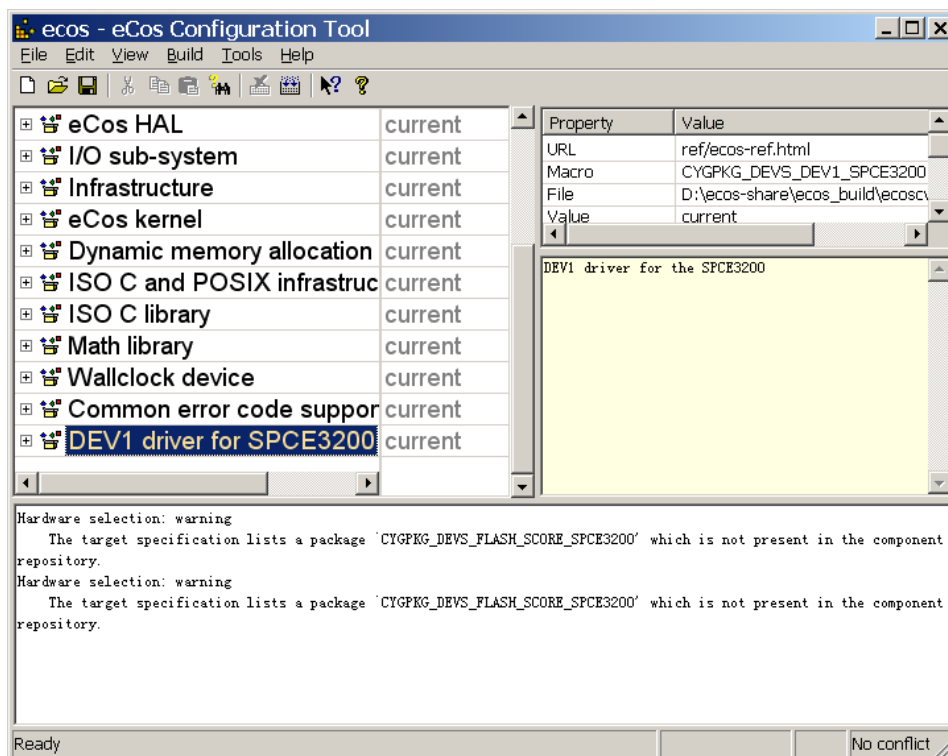 ecos - eCos Configuration Tool
File Edit View Build Tools Help
eCos HAL current
I/O sub-system current
Infrastructure current
eCos kernel current
Dynamic memory allocation current
ISO C and POSIX infrastruc current
ISO C library current
Math library current
Wallclock device current
Common error code suppor current
DEV1 driver for SPCE3200 current
Property Value
URL ref/ecos-ref.html
Macro CYGPKG_DEVS_DEV1_SPCE3200
File D:\ecos-share\ecos_build\ecoscv
Value current
DEV1 driver for the SPCE3200
Hardware selection: warning
The target specification lists a package `CYGPKG_DEVS_FLASH_SCORE_SPCE3200' which is not present in the component
repository.
Hardware selection: warning
The target specification lists a package `CYGPKG_DEVS_FLASH_SCORE_SPCE3200' which is not present in the component
repository.
Ready No conflict